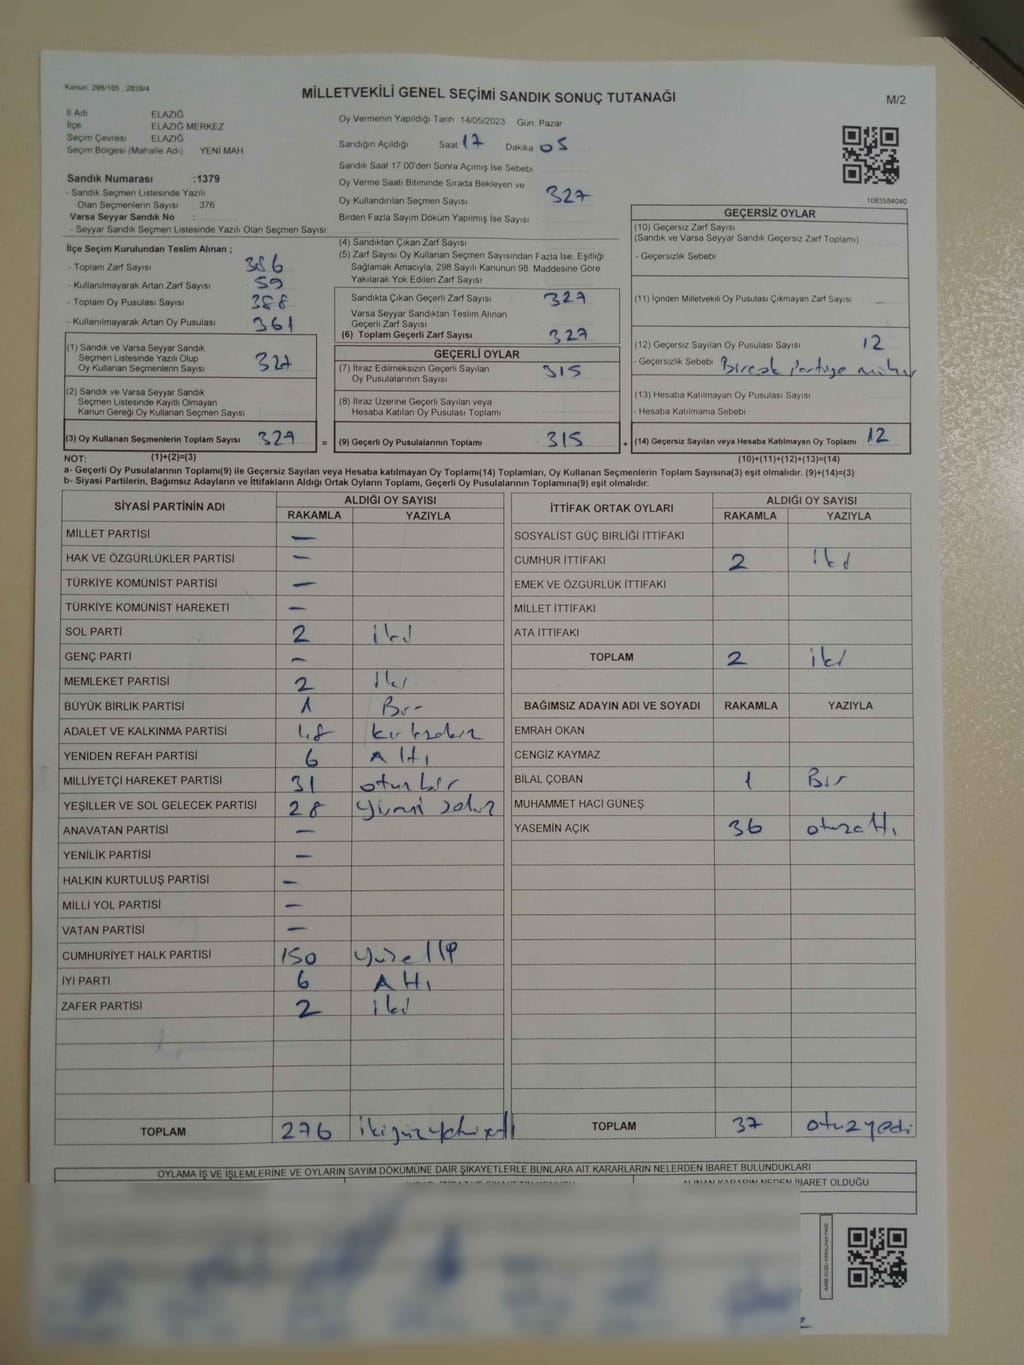 Kanun: 298/105 , 2839/4
MİLLETVEKİLİ GENEL SEÇİMİ SANDIK SONUÇ TUTANAĞI
M/2
İl Adı ELAZIĞ
İlçe ELAZIĞ MERKEZ
Seçim Çevresi ELAZIĞ
Seçim Bölgesi (Mahalle Adı) YENİ MAH
Oy Vermenin Yapıldığı Tarih 14/05/2023 Gün Pazar
Sandığın Açıldığı Saat 17 Dakika 05
Sandık Saat 17:00'den Sonra Açımış İse Sebebi
Oy Verme Saati Bitiminde Sırada Bekleyen ve
Oy Kullandırılan Seçmen Sayısı 327
Birden Fazla Sayım Döküm Yapılmış İse Sayısı
Sandık Numarası :1379
- Sandık Seçmen Listesinde Yazılı
Olan Seçmenlerin Sayısı 376
Varsa Seyyar Sandık No :
- Seyyar Sandık Seçmen Listesinde Yazılı Olan Seçmen Sayısı:
1083584040
İlçe Seçim Kurulundan Teslim Alınan ;
- Toplam Zarf Sayısı 386
- Kullanılmayarak Artan Zarf Sayısı 59
- Toplam Oy Pusulası Sayısı 388
- Kullanılmayarak Artan Oy Pusulası 361
(1) Sandık ve Varsa Seyyar Sandık
Seçmen Listesinde Yazılı Olup
Oy Kullanan Seçmenlerin Sayısı 327
(2) Sandık ve Varsa Seyyar Sandık
Seçmen Listesinde Kayıtlı Olmayan
Kanun Gereği Oy Kullanan Seçmen Sayısı
(3) Oy Kullanan Seçmenlerin Toplam Sayısı 327
(4) Sandıktan Çıkan Zarf Sayısı
(5) Zarf Sayısı Oy Kullanan Seçmen Sayısından Fazla İse, Eşitliği
Sağlamak Amacıyla, 298 Sayılı Kanunun 98. Maddesine Göre
Yakılarak Yok Edilen Zarf Sayısı
Sandıkta Çıkan Geçerli Zarf Sayısı 327
Varsa Seyyar Sandıktan Teslim Alınan
Geçerli Zarf Sayısı
(6) Toplam Geçerli Zarf Sayısı 327
GEÇERLİ OYLAR
(7) İtiraz Edilmeksizin Geçerli Sayılan
Oy Pusulalarının Sayısı 315
(8) İtiraz Üzerine Geçerli Sayılan veya
Hesaba Katılan Oy Pusulası Toplamı
= (9) Geçerli Oy Pusulalarının Toplamı 315 +
GEÇERSİZ OYLAR
(10) Geçersiz Zarf Sayısı
(Sandık ve Varsa Seyyar Sandık Geçersiz Zarf Toplamı)
- Geçersizlik Sebebi
(11) İçinden Milletvekili Oy Pusulası Çıkmayan Zarf Sayısı
(12) Geçersiz Sayılan Oy Pusulası Sayısı 12
- Geçersizlik Sebebi Birçok partiye mühür
(13) Hesaba Katılmayan Oy Pusulası Sayısı
- Hesaba Katılmama Sebebi
(14) Geçersiz Sayılan veya Hesaba Katılmayan Oy Toplamı 12
NOT: (1)+(2)=(3) (10)+(11)+(12)+(13)=(14)
a- Geçerli Oy Pusulalarının Toplamı(9) ile Geçersiz Sayılan veya Hesaba katılmayan Oy Toplamı(14) Toplamları, Oy Kullanan Seçmenlerin Toplam Sayısına(3) eşit olmalıdır. (9)+(14)=(3)
b- Siyasi Partilerin, Bağımsız Adayların ve İttifakların Aldığı Ortak Oyların Toplamı, Geçerli Oy Pusulalarının Toplamına(9) eşit olmalıdır.
SİYASİ PARTİNİN ADI ALDIĞI OY SAYISI
RAKAMLA YAZIYLA
MİLLET PARTİSİ —
HAK VE ÖZGÜRLÜKLER PARTİSİ —
TÜRKİYE KOMÜNİST PARTİSİ —
TÜRKİYE KOMÜNİST HAREKETİ —
SOL PARTİ 2 iki
GENÇ PARTİ —
MEMLEKET PARTİSİ 2 iki
BÜYÜK BİRLİK PARTİSİ 1 Bir
ADALET VE KALKINMA PARTİSİ 48 kırksekiz
YENİDEN REFAH PARTİSİ 6 Altı
MİLLİYETÇİ HAREKET PARTİSİ 31 otuzbir
YEŞİLLER VE SOL GELECEK PARTİSİ 28 Yirmi sekiz
ANAVATAN PARTİSİ —
YENİLİK PARTİSİ —
HALKIN KURTULUŞ PARTİSİ —
MİLLİ YOL PARTİSİ —
VATAN PARTİSİ —
CUMHURİYET HALK PARTİSİ 150 yüzelli
İYİ PARTİ 6 Altı
ZAFER PARTİSİ 2 iki
TOPLAM 276 ikiyüzyetmişaltı
İTTİFAK ORTAK OYLARI ALDIĞI OY SAYISI
RAKAMLA YAZIYLA
SOSYALİST GÜÇ BİRLİĞİ İTTİFAKI
CUMHUR İTTİFAKI 2 iki
EMEK VE ÖZGÜRLÜK İTTİFAKI
MİLLET İTTİFAKI
ATA İTTİFAKI
TOPLAM 2 iki
BAĞIMSIZ ADAYIN ADI VE SOYADI RAKAMLA YAZIYLA
EMRAH OKAN
CENGİZ KAYMAZ
BİLAL ÇOBAN 1 Bir
MUHAMMET HACİ GÜNEŞ
YASEMİN AÇIK 36 otuzaltı
TOPLAM 37 otuzyedi
OYLAMA İŞ VE İŞLEMLERİNE VE OYLARIN SAYIM DÖKÜMÜNE DAİR ŞİKAYETLERLE BUNLARA AİT KARARLARIN NELERDEN İBARET BULUNDUKLARI
ALINAN KARARIN NEDEN İBARET OLDUĞU